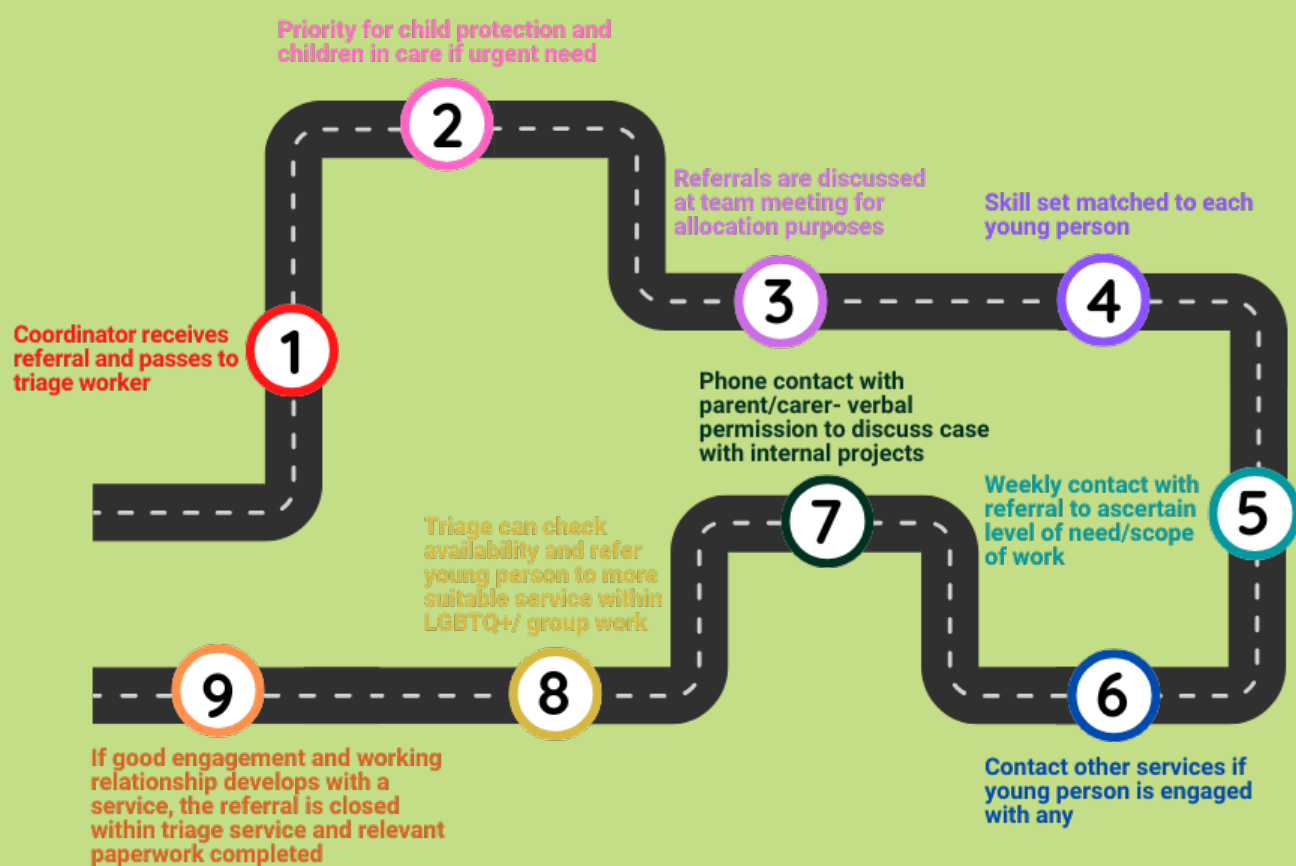 1
Coordinator receives
referral and passes to
triage worker
2
Priority for child protection and
children in care if urgent need
3
Referrals are discussed
at team meeting for
allocation purposes
4
Skill set matched to each
young person
5
Weekly contact with
referral to ascertain
level of need/scope
of work
6
Contact other services if
young person is engaged
with any
7
Phone contact with
parent/carer- verbal
permission to discuss case
with internal projects
8
Triage can check
availability and refer
young person to more
suitable service within
LGBTQ+/ group work
9
If good engagement and working
relationship develops with a
service, the referral is closed
within triage service and relevant
paperwork completed